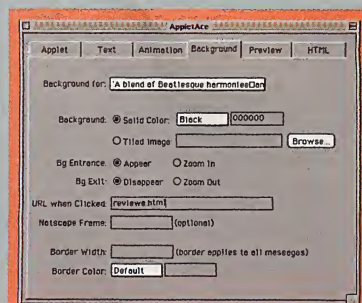 AppletAce
Applet Text Animation Background Preview HTML
Background for: "A blend of Beatlesque harmonies□an
Background: Solid Color: Black 000000
Tiled Image Browse...
Bg Entrance: Appear Zoom In
Bg Exit: Disappear Zoom Out
URL when Clicked: reviews.html
Netscape Frame: (optional)
Border Width: (border applies to all messages)
Border Color: Default